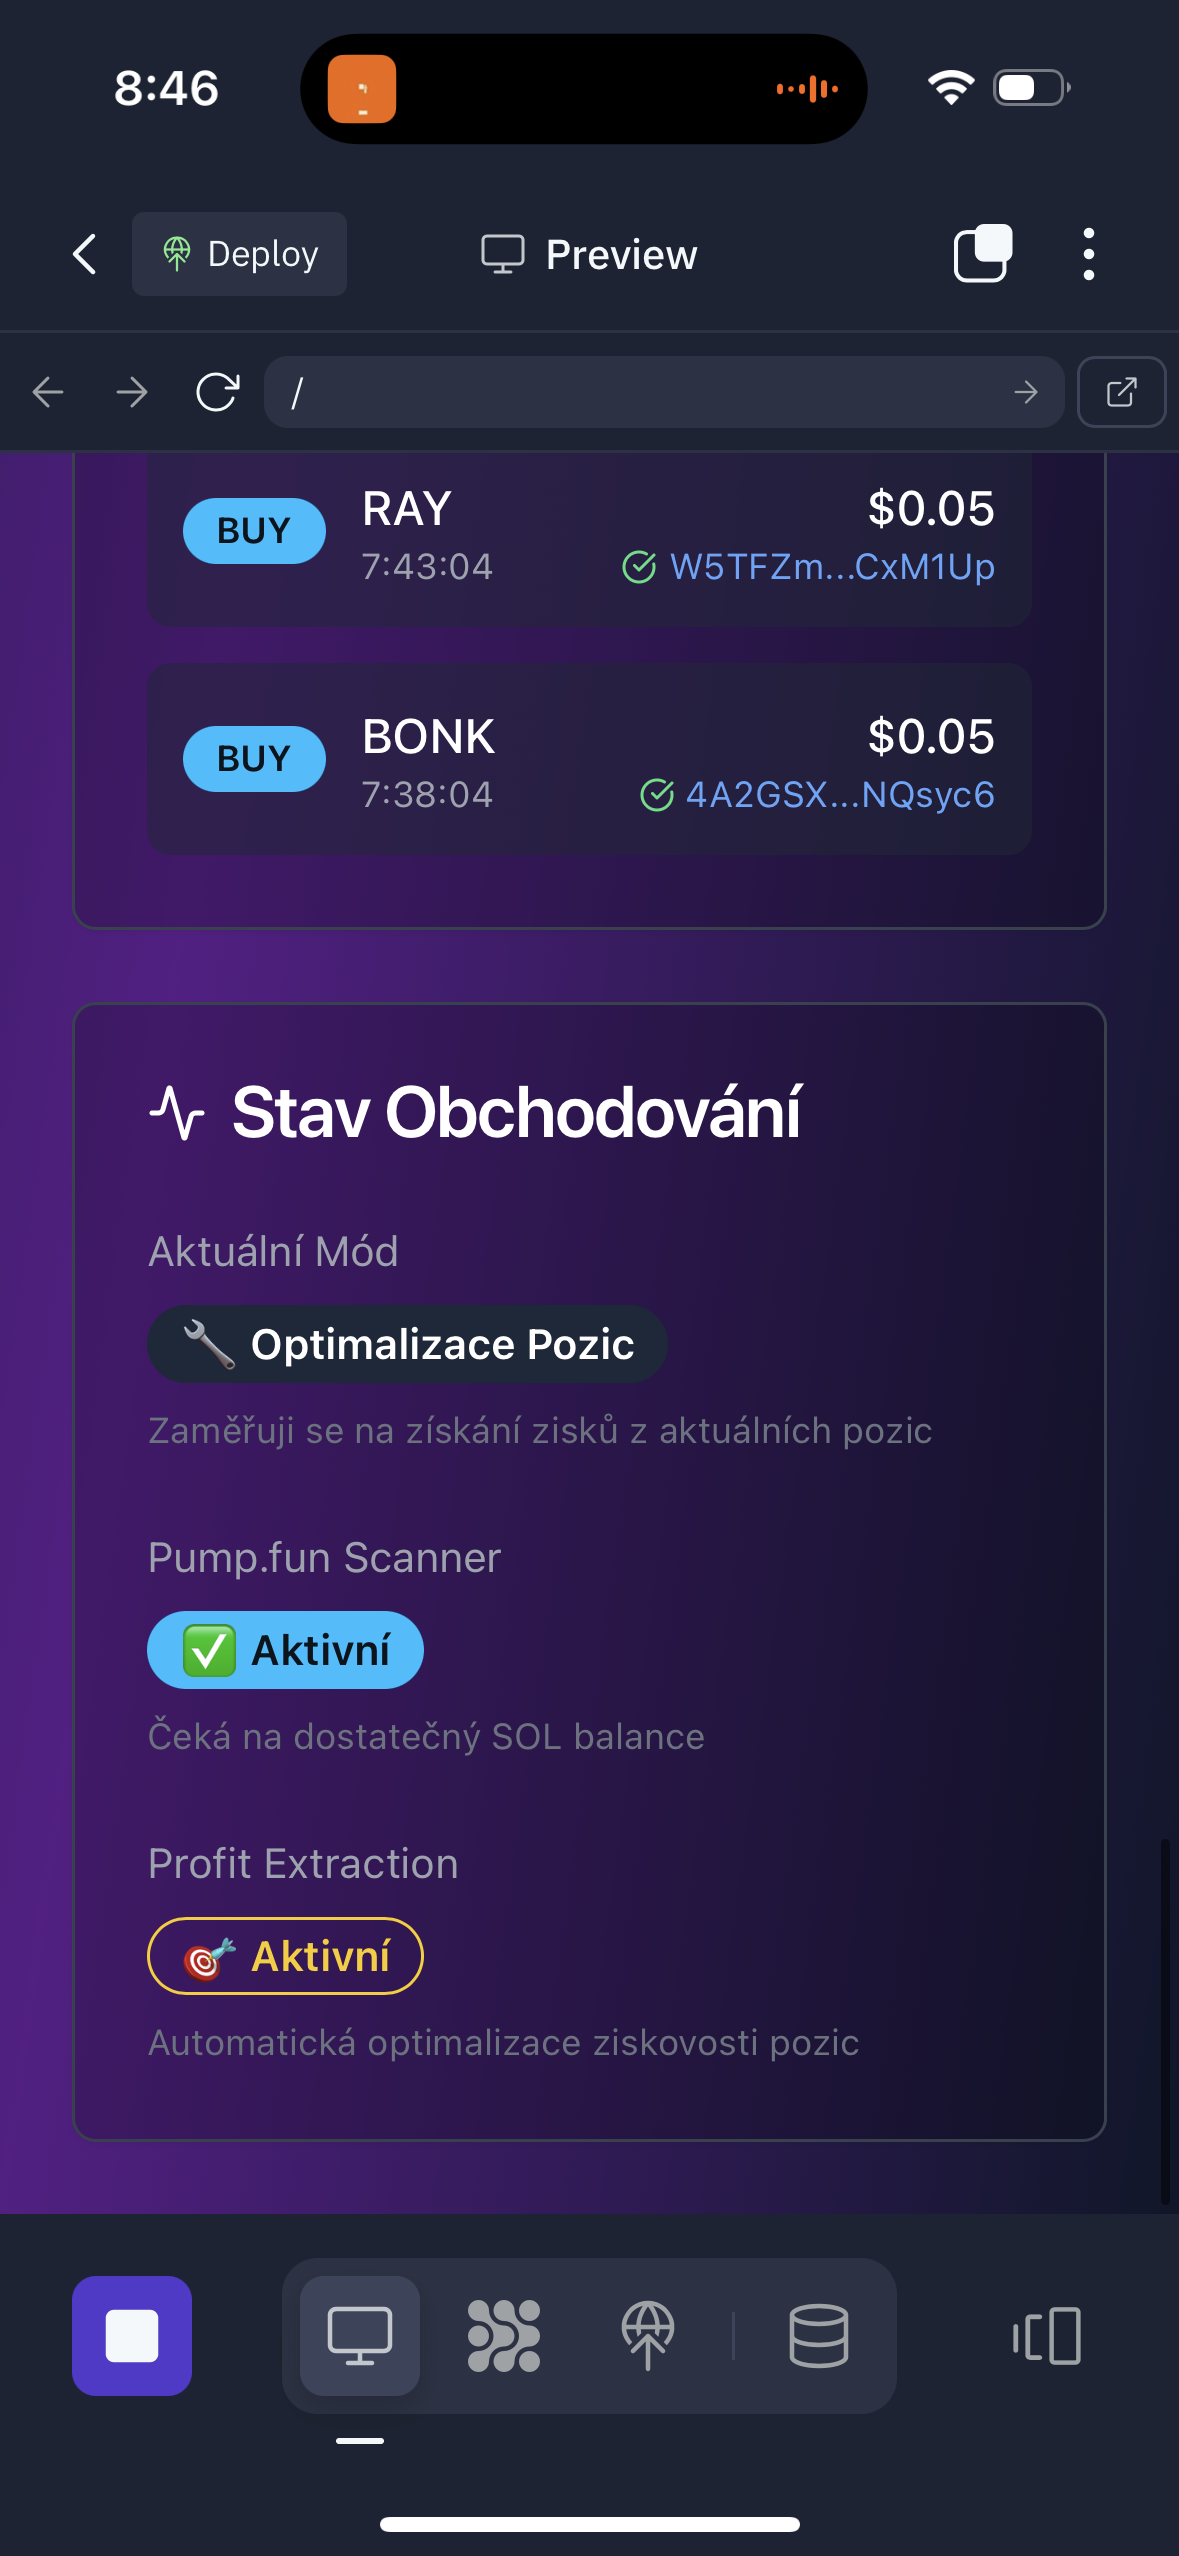 8:46
Deploy
Preview
/
BUY
RAY
$0.05
7:43:04
W5TFZm...CxM1Up
BUY
BONK
$0.05
7:38:04
4A2GSX...NQsyc6
Stav Obchodování
Aktuální Mód
Optimalizace Pozic
Zaměřuji se na získání zisků z aktuálních pozic
Pump.fun Scanner
Aktivní
Čeká na dostatečný SOL balance
Profit Extraction
Aktivní
Automatická optimalizace ziskovosti pozic